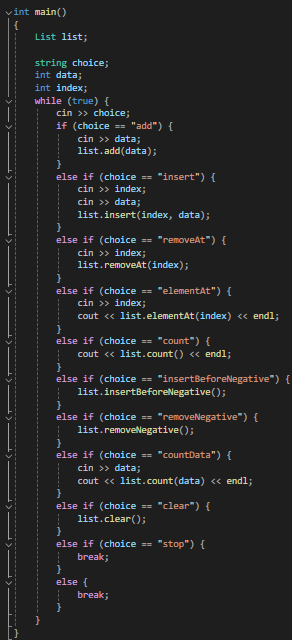 int main()
{
    List list;

    string choice;
    int data;
    int index;
    while (true) {
        cin >> choice;
        if (choice == "add") {
            cin >> data;
            list.add(data);
        }
        else if (choice == "insert") {
            cin >> index;
            cin >> data;
            list.insert(index, data);
        }
        else if (choice == "removeAt") {
            cin >> index;
            list.removeAt(index);
        }
        else if (choice == "elementAt") {
            cin >> index;
            cout << list.elementAt(index) << endl;
        }
        else if (choice == "count") {
            cout << list.count() << endl;
        }
        else if (choice == "insertBeforeNegative") {
            list.insertBeforeNegative();
        }
        else if (choice == "removeNegative") {
            list.removeNegative();
        }
        else if (choice == "countData") {
            cin >> data;
            cout << list.count(data) << endl;
        }
        else if (choice == "clear") {
            list.clear();
        }
        else if (choice == "stop") {
            break;
        }
        else {
            break;
        }
    }
}